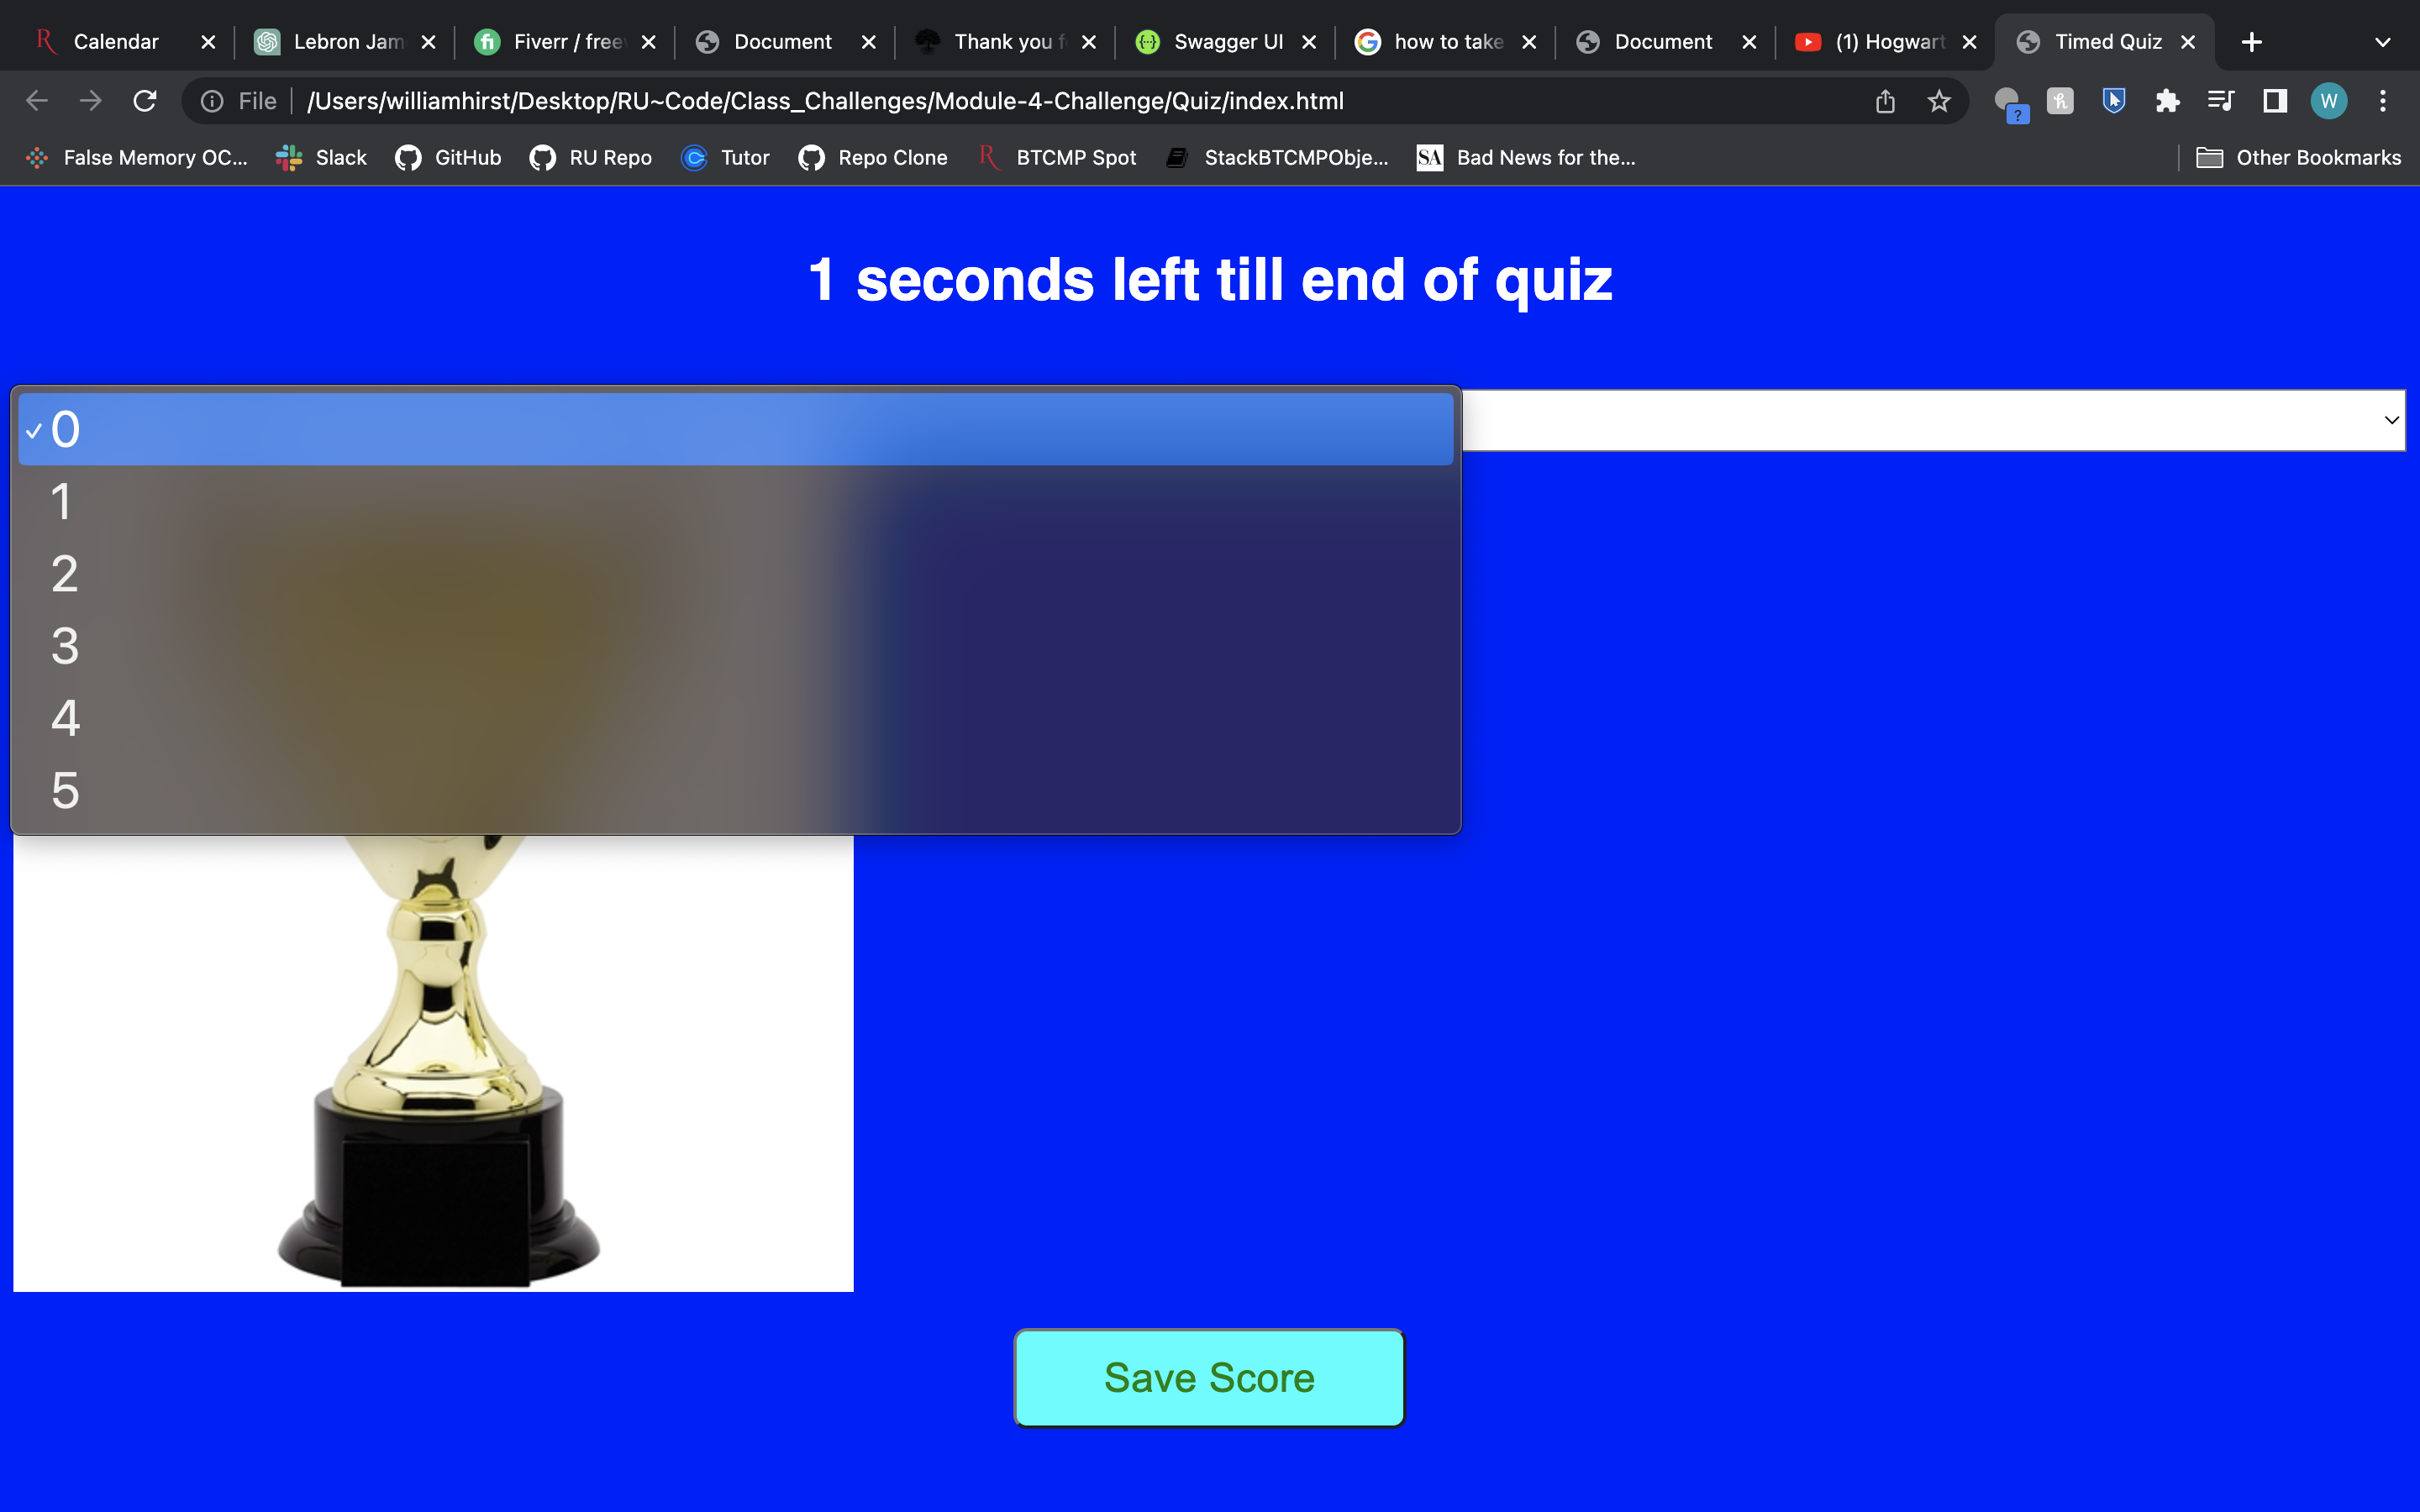 Calendar
Lebron Jam
Fiverr / free
Document
Thank you f
Swagger UI
how to take
Document
(1) Hogwart
Timed Quiz
File /Users/williamhirst/Desktop/RU~Code/Class_Challenges/Module-4-Challenge/Quiz/index.html
? h W
False Memory OC...
Slack
GitHub
RU Repo
Tutor
Repo Clone
BTCMP Spot
StackBTCMPObje...
SA Bad News for the...
Other Bookmarks
1 seconds left till end of quiz
0
1
2
3
4
5
Save Score